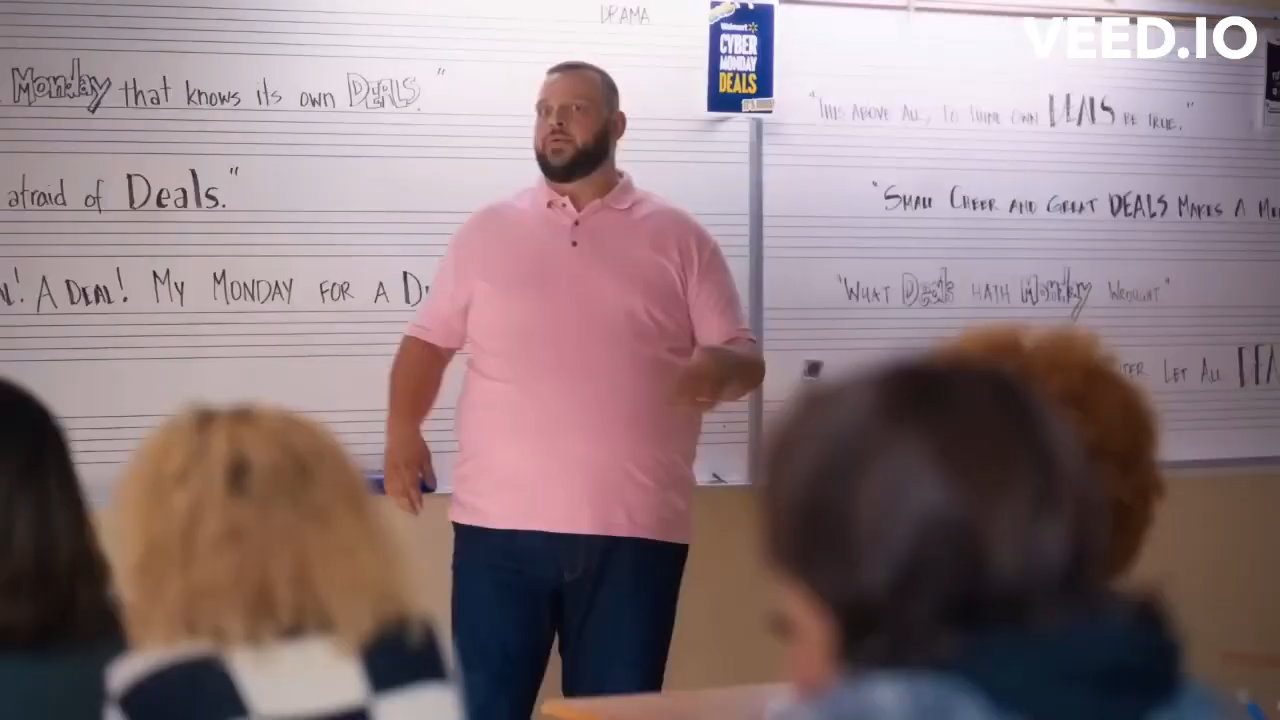 DRAMA
VEED.IO
Walmart
CYBER
MONDAY
DEALS
Monday that knows its own DEALS."
afraid of Deals."
A DEAL! MY MONDAY FOR A
"THIS ABOVE ALL, TO THINE OWN DEALS BE TRUE."
"SMALL CHEER AND GREAT DEALS MAKES A
"WHAT Deals HATH Monday WROUGHT"
LET ALL